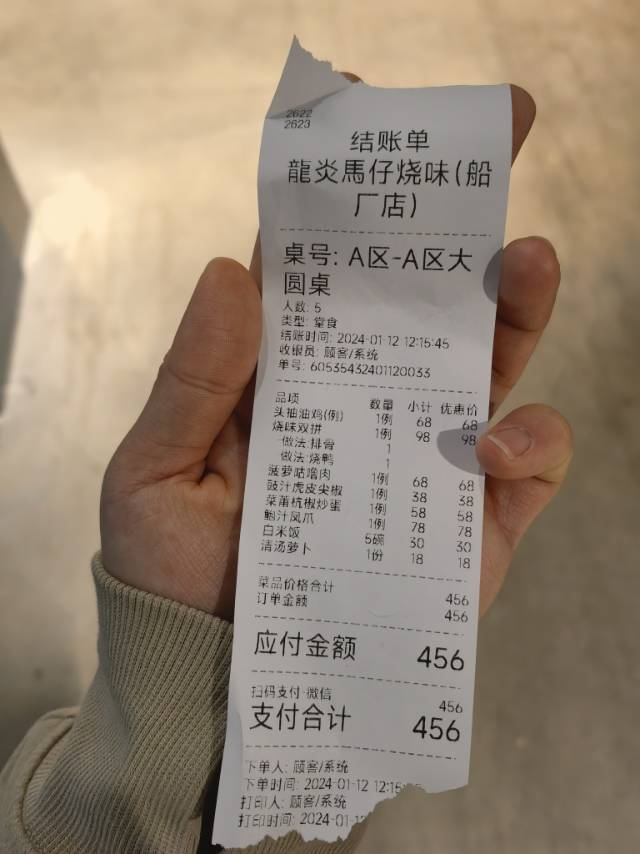 2622
2623
结账单
龍炎馬仔烧味(船
厂店)
桌号: A区-A区大
圆桌
人数: 5
类型: 堂食
结账时间: 2024-01-12 12:15:45
收银员: 顾客/系统
单号: 60535432401120033
品项 数量 小计 优惠价
头抽油鸡(例) 1例 68 68
烧味双拼 1例 98 98
-做法:排骨 1
-做法:烧鸭 1
菠萝咕噜肉 1例 68 68
豉汁虎皮尖椒 1例 38 38
菜莆杭椒炒蛋 1例 58 58
鲍汁凤爪 1例 78 78
白米饭 5碗 30 30
清汤萝卜 1份 18 18
菜品价格合计 456
订单金额 456
应付金额 456
扫码支付-微信 456
支付合计 456
下单人: 顾客/系统
下单时间: 2024-01-12 12:15
打印人: 顾客/系统
打印时间: 2024-01-12